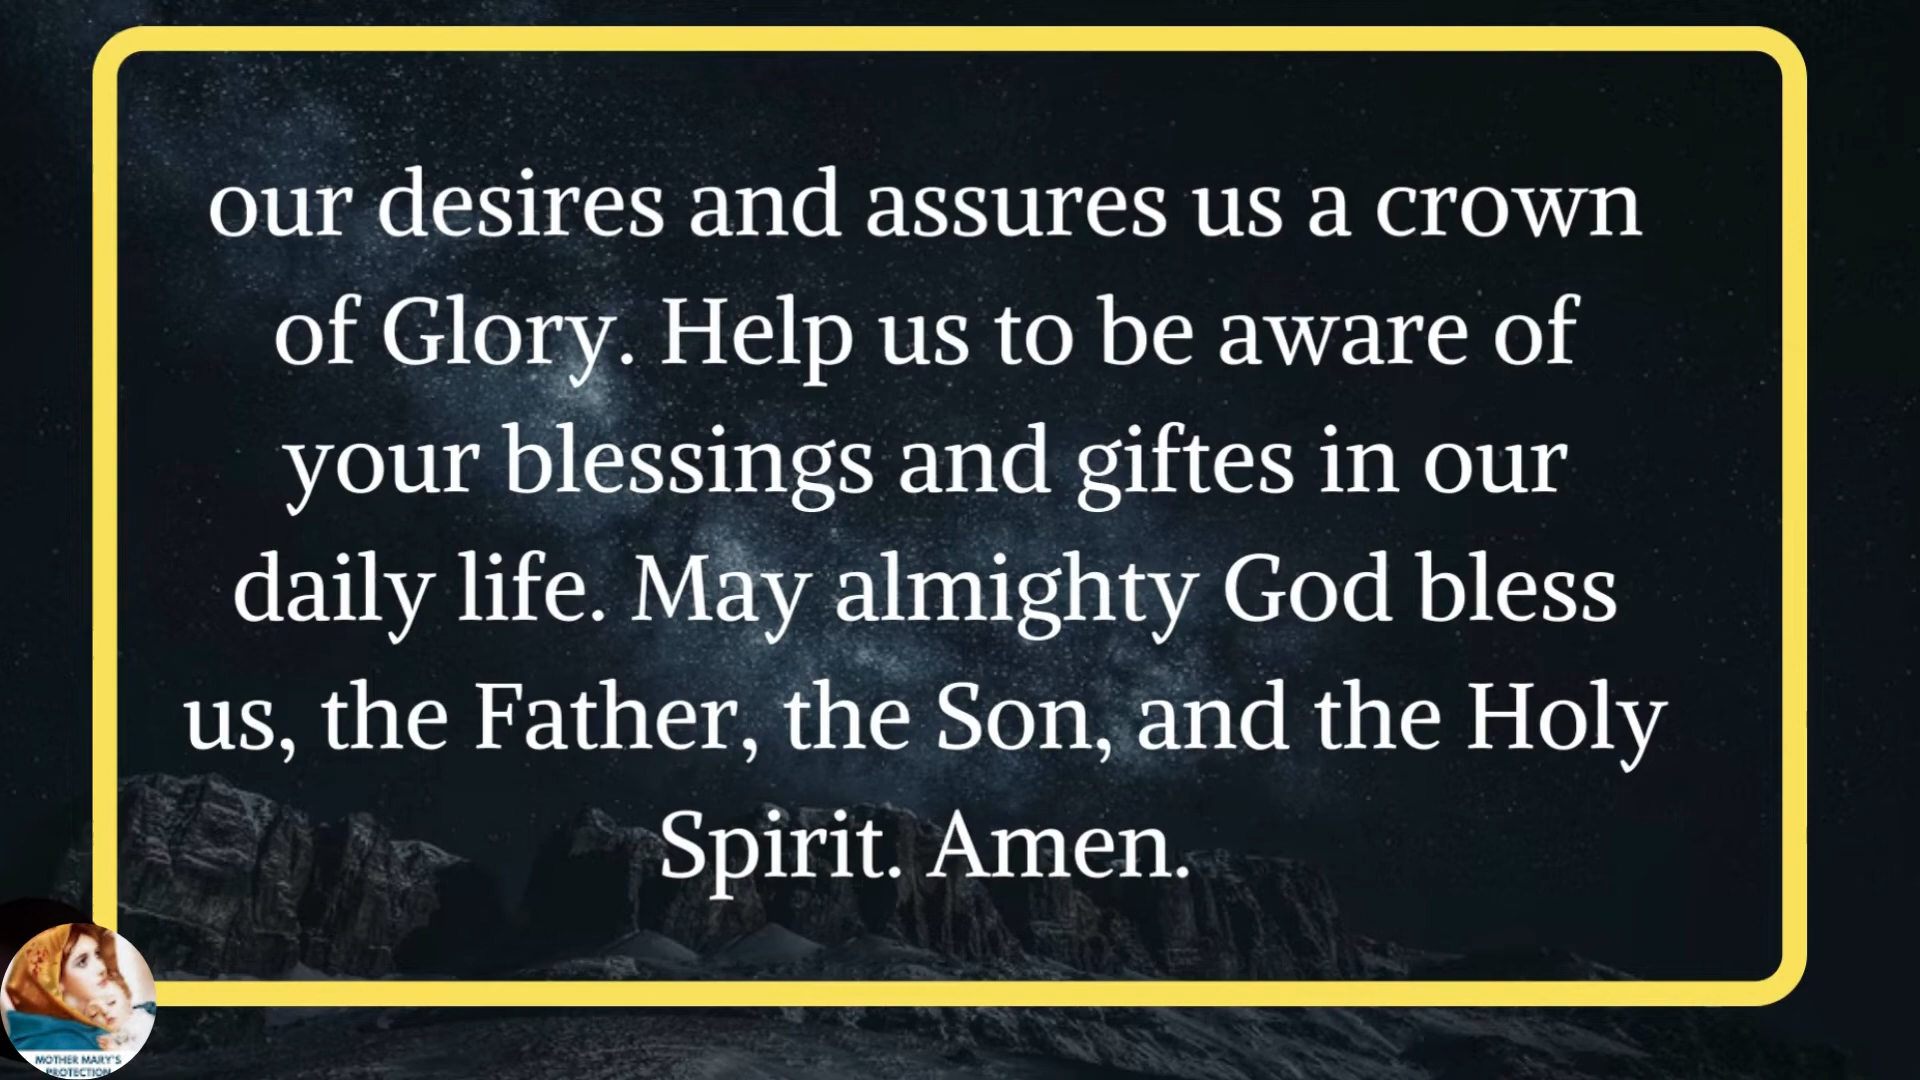 our desires and assures us a crown
of Glory. Help us to be aware of
your blessings and giftes in our
daily life. May almighty God bless
us, the Father, the Son, and the Holy
Spirit. Amen.
MOTHER MARY'S
PROTECTION